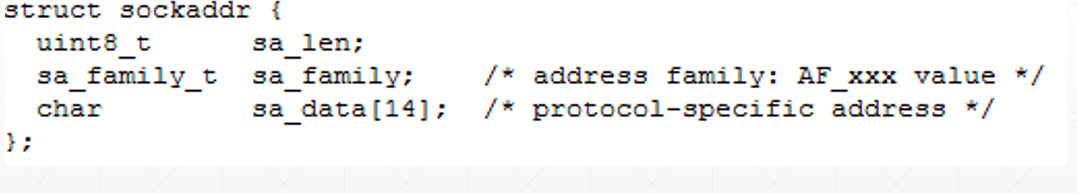 struct sockaddr {
  uint8_t      sa_len;
  sa_family_t  sa_family;    /* address family: AF_xxx value */
  char         sa_data[14];  /* protocol-specific address */
};